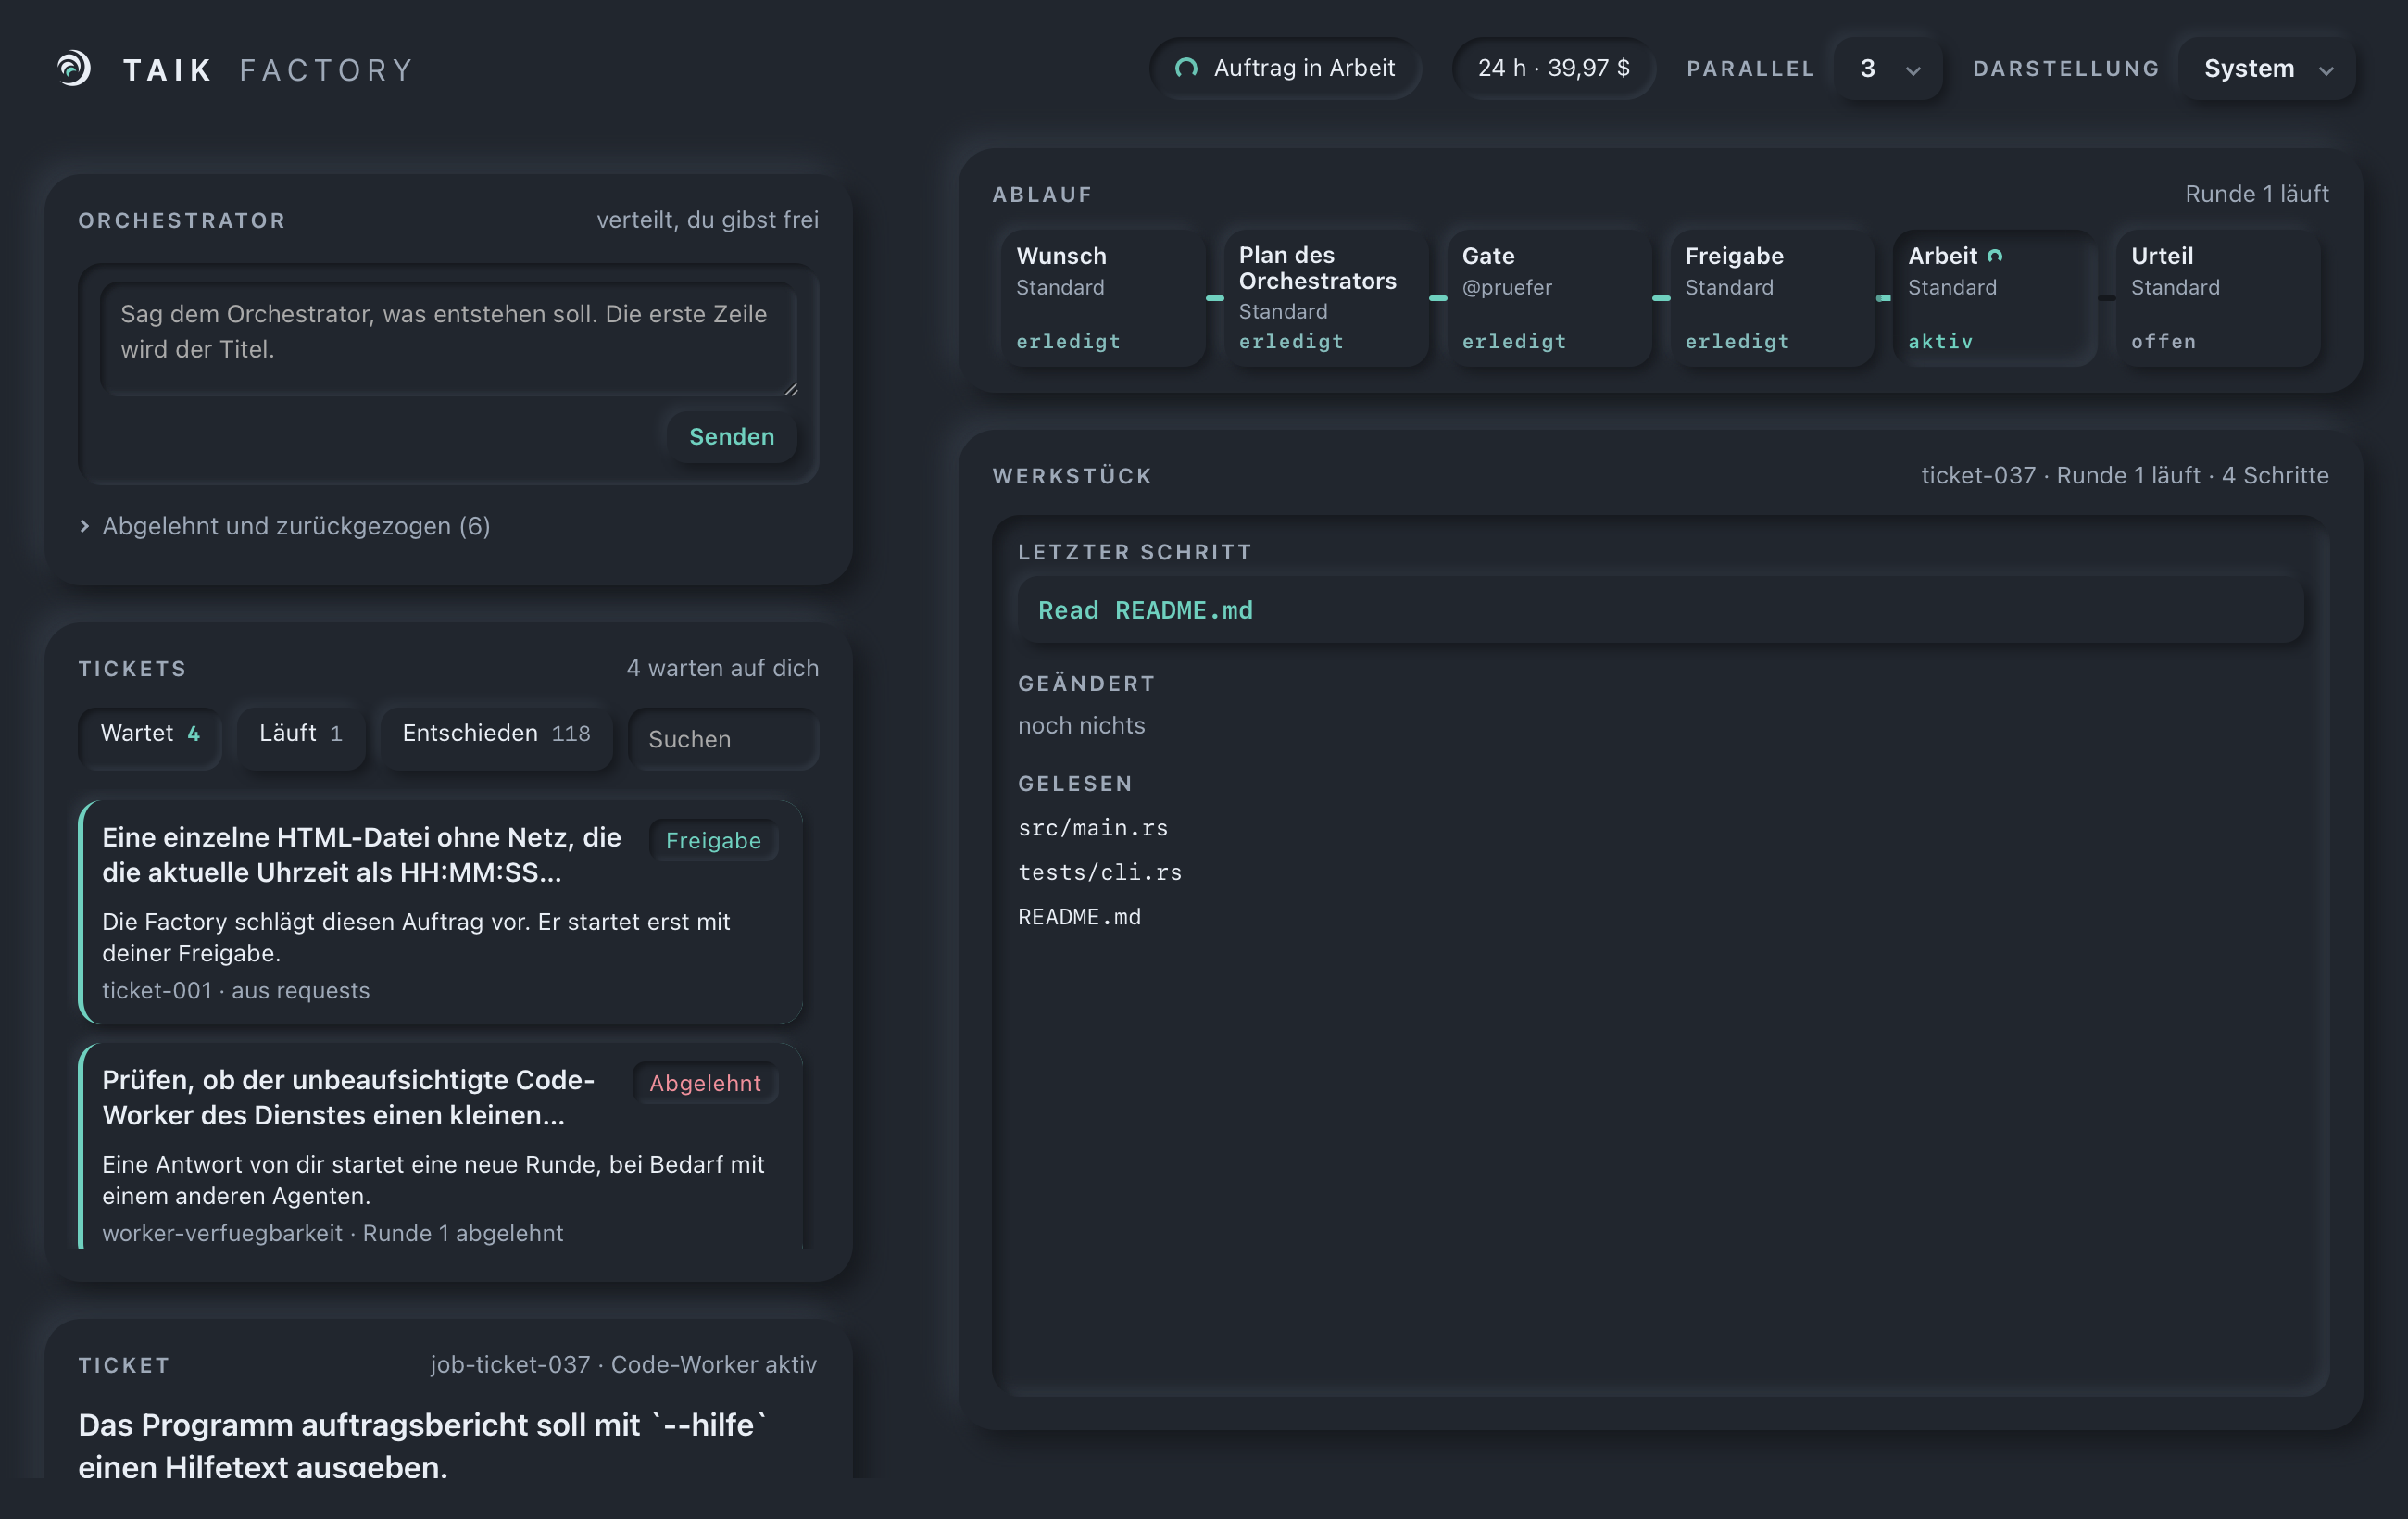 TAIK FACTORY
Auftrag in Arbeit
24 h · 39,97 $
PARALLEL
3
DARSTELLUNG
System
ORCHESTRATOR
verteilt, du gibst frei
Sag dem Orchestrator, was entstehen soll. Die erste Zeile
wird der Titel.
Senden
Abgelehnt und zurückgezogen (6)
TICKETS
4 warten auf dich
Wartet 4
Läuft 1
Entschieden 118
Suchen
Eine einzelne HTML-Datei ohne Netz, die
die aktuelle Uhrzeit als HH:MM:SS...
Freigabe
Die Factory schlägt diesen Auftrag vor. Er startet erst mit
deiner Freigabe.
ticket-001 · aus requests
Prüfen, ob der unbeaufsichtigte Code-
Worker des Dienstes einen kleinen...
Abgelehnt
Eine Antwort von dir startet eine neue Runde, bei Bedarf mit
einem anderen Agenten.
worker-verfuegbarkeit · Runde 1 abgelehnt
TICKET
job-ticket-037 · Code-Worker aktiv
Das Programm auftragsbericht soll mit `--hilfe`
einen Hilfetext ausgeben.
ABLAUF
Runde 1 läuft
Wunsch
Standard
erledigt
Plan des
Orchestrators
Standard
erledigt
Gate
@pruefer
erledigt
Freigabe
Standard
erledigt
Arbeit
Standard
aktiv
Urteil
Standard
offen
WERKSTÜCK
ticket-037 · Runde 1 läuft · 4 Schritte
LETZTER SCHRITT
Read README.md
GEÄNDERT
noch nichts
GELESEN
src/main.rs
tests/cli.rs
README.md